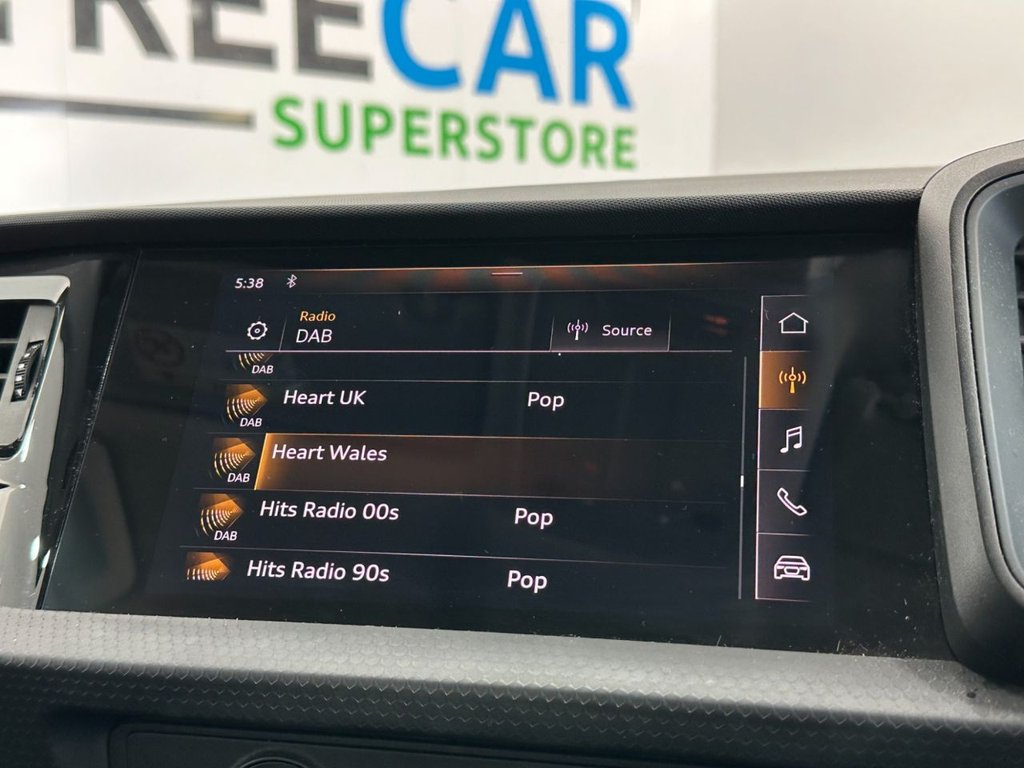 REECAR
SUPERSTORE
5:38
Radio
DAB
Source
DAB
Heart UK Pop
DAB
Heart Wales
DAB
Hits Radio 00s Pop
DAB
Hits Radio 90s Pop